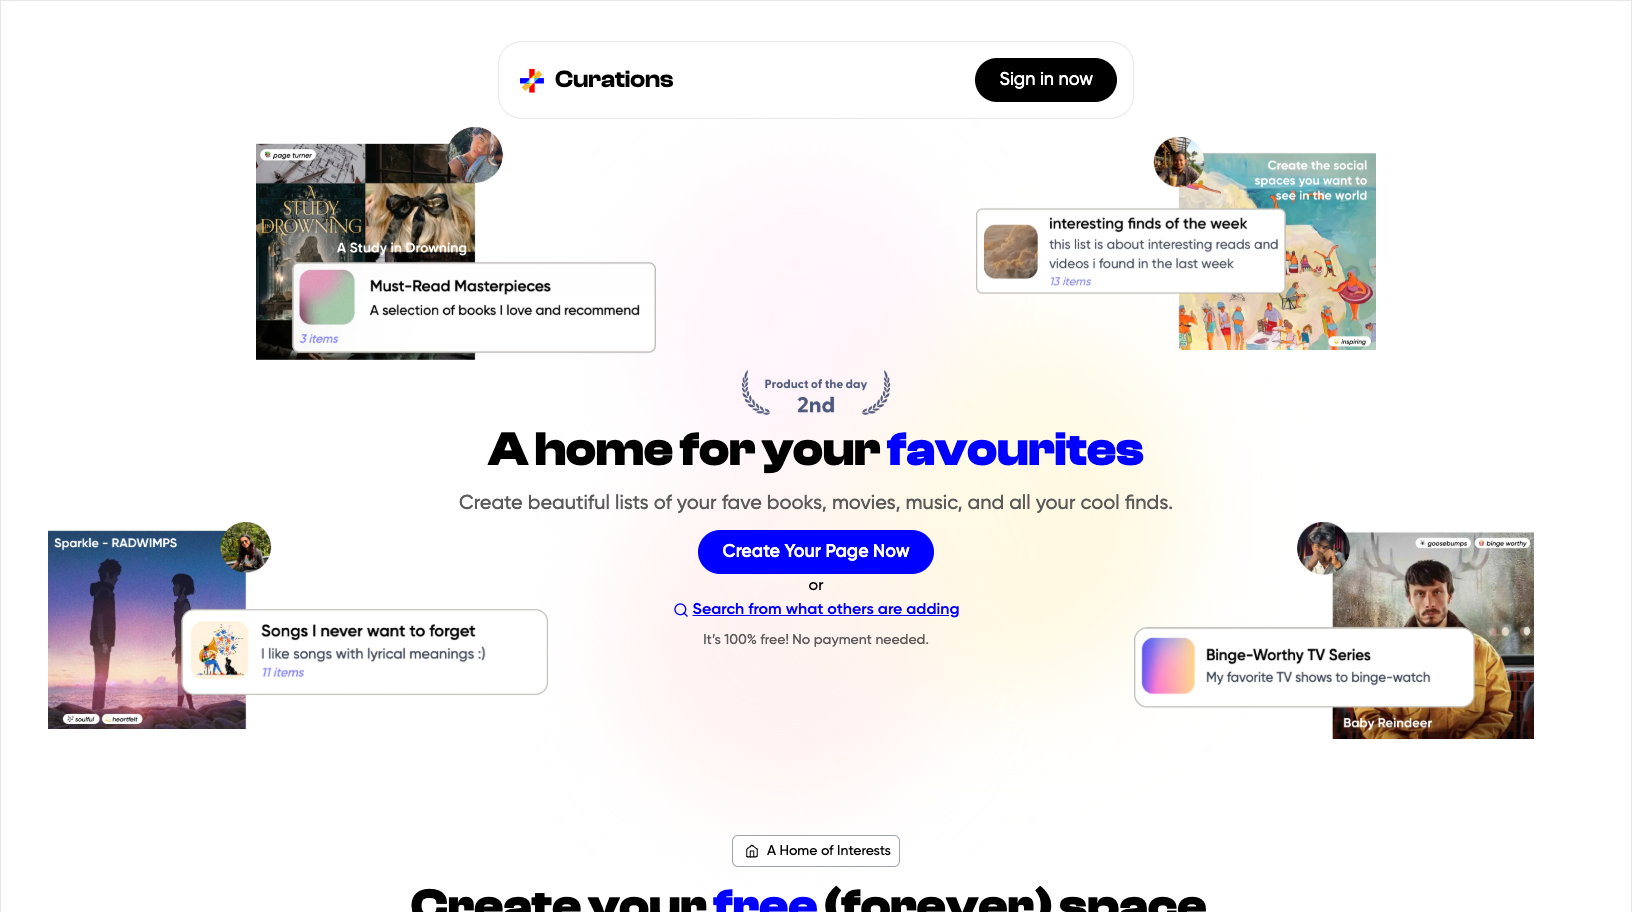 Curations
Sign in now
page turner
A
STUDY
IN
DROWNING
A Study in Drowning
Must-Read Masterpieces
A selection of books I love and recommend
3 items
Create the social
spaces you want to
see in the world
interesting finds of the week
this list is about interesting reads and
videos i found in the last week
13 items
inspiring
Product of the day
2nd
A home for your favourites
Create beautiful lists of your fave books, movies, music, and all your cool finds.
Create Your Page Now
or
Search from what others are adding
It's 100% free! No payment needed.
Sparkle - RADWIMPS
Songs I never want to forget
I like songs with lyrical meanings :)
11 items
soulful
heartfelt
goosebumps
binge worthy
Binge-Worthy TV Series
My favorite TV shows to binge-watch
Baby Reindeer
A Home of Interests
Create your free (forever) space